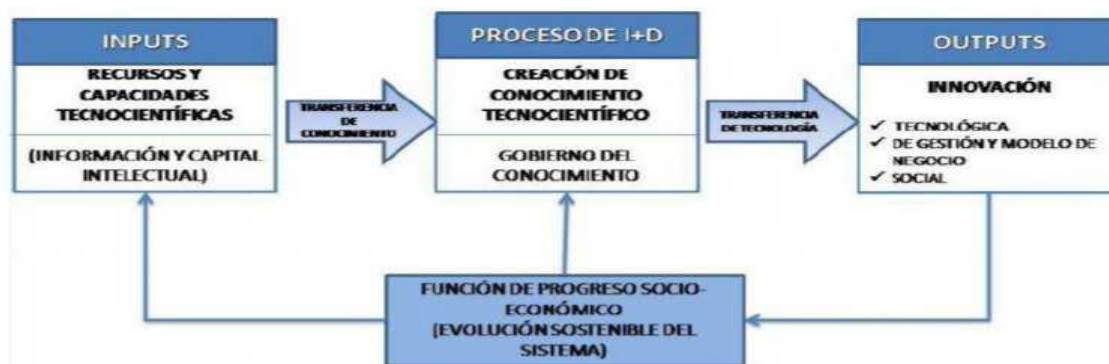 INPUTS
RECURSOS Y
CAPACIDADES
TECNOCIENTÍFICAS
(INFORMACIÓN Y CAPITAL
INTELECTUAL)
TRANSFERENCIA
DE
CONOCIMIENTO
PROCESO DE I+D
CREACIÓN DE
CONOCIMIENTO
TECNOCIENTÍFICO
GOBIERNO DEL
CONOCIMIENTO
TRANSFERENCIA
DE TECNOLOGÍA
OUTPUTS
INNOVACIÓN
✓ TECNOLÓGICA
✓ DE GESTIÓN Y MODELO DE
NEGOCIO
✓ SOCIAL
FUNCIÓN DE PROGRESO SOCIO-
ECONÓMICO
(EVOLUCIÓN SOSTENIBLE DEL
SISTEMA)